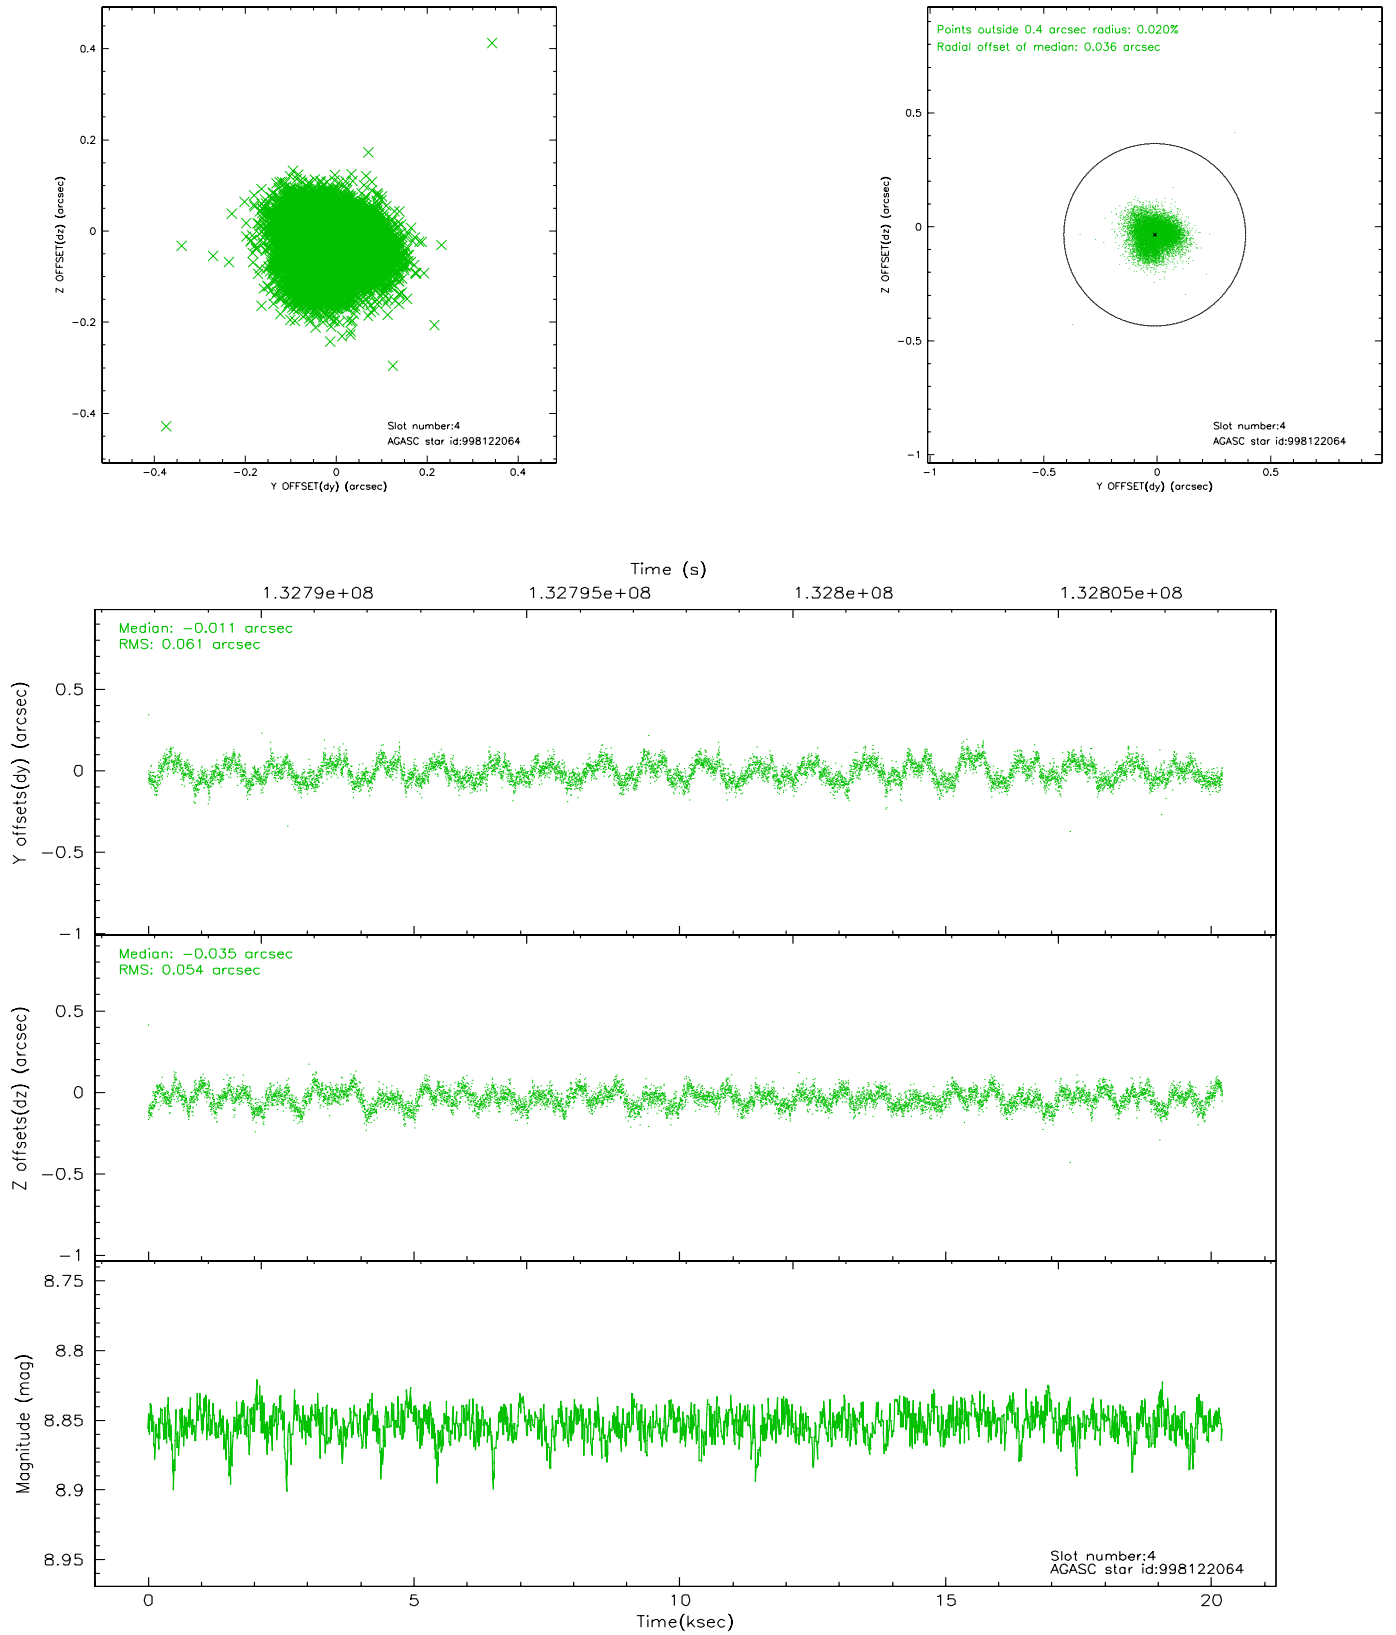 0.4
0.2
0
−0.2
−0.4
Z OFFSET(dz) (arcsec)
−0.4 −0.2 0 0.2 0.4
Y OFFSET(dy) (arcsec)
Slot number:4
AGASC star id:998122064
Points outside 0.4 arcsec radius: 0.020%
Radial offset of median: 0.036 arcsec
0.5
0
−0.5
−1
Z OFFSET(dz) (arcsec)
−1 −0.5 0 0.5
Y OFFSET(dy) (arcsec)
Slot number:4
AGASC star id:998122064
Time (s)
1.3279e+08 1.32795e+08 1.328e+08 1.32805e+08
Median: −0.011 arcsec
RMS: 0.061 arcsec
0.5
0
−0.5
−1
Y offsets(dy) (arcsec)
Median: −0.035 arcsec
RMS: 0.054 arcsec
0.5
0
−0.5
−1
Z offsets(dz) (arcsec)
8.75
8.8
8.85
8.9
8.95
Magnitude (mag)
Slot number:4
AGASC star id:998122064
0 5 10 15 20
Time(ksec)